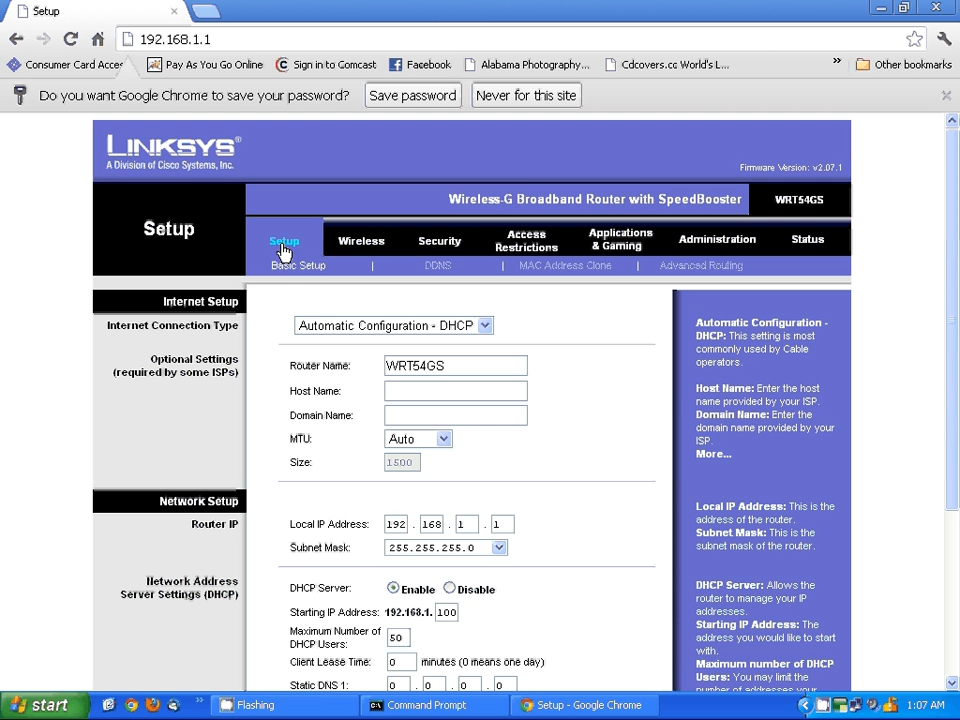 Setup
192.168.1.1
Consumer Card Acces
Pay As You Go Online
Sign in to Comcast
Facebook
Alabama Photography...
Cdcovers.cc World's L...
»
Other bookmarks
Do you want Google Chrome to save your password?
Save password
Never for this site
LINKSYS®
A Division of Cisco Systems, Inc.
Firmware Version: v2.07.1
Wireless-G Broadband Router with SpeedBooster
WRT54GS
Setup
Setup
Wireless
Security
Access Restrictions
Applications & Gaming
Administration
Status
Basic Setup | DDNS | MAC Address Clone | Advanced Routing
Internet Setup
Internet Connection Type
Automatic Configuration - DHCP
Optional Settings
(required by some ISPs)
Router Name: WRT54GS
Host Name:
Domain Name:
MTU: Auto
Size: 1500
Network Setup
Router IP
Local IP Address: 192 . 168 . 1 . 1
Subnet Mask: 255.255.255.0
Network Address
Server Settings (DHCP)
DHCP Server: Enable Disable
Starting IP Address: 192.168.1. 100
Maximum Number of
DHCP Users: 50
Client Lease Time: 0 minutes (0 means one day)
Static DNS 1: 0 . 0 . 0 . 0
Automatic Configuration -
DHCP: This setting is most
commonly used by Cable
operators.
Host Name: Enter the host
name provided by your ISP.
Domain Name: Enter the
domain name provided by your
ISP.
More...
Local IP Address: This is the
address of the router.
Subnet Mask: This is the
subnet mask of the router.
DHCP Server: Allows the
router to manage your IP
addresses.
Starting IP Address: The
address you would like to start
with.
Maximum number of DHCP
Users: You may limit the
number of addresses your
start
»
Flashing
Command Prompt
Setup - Google Chrome
1:07 AM